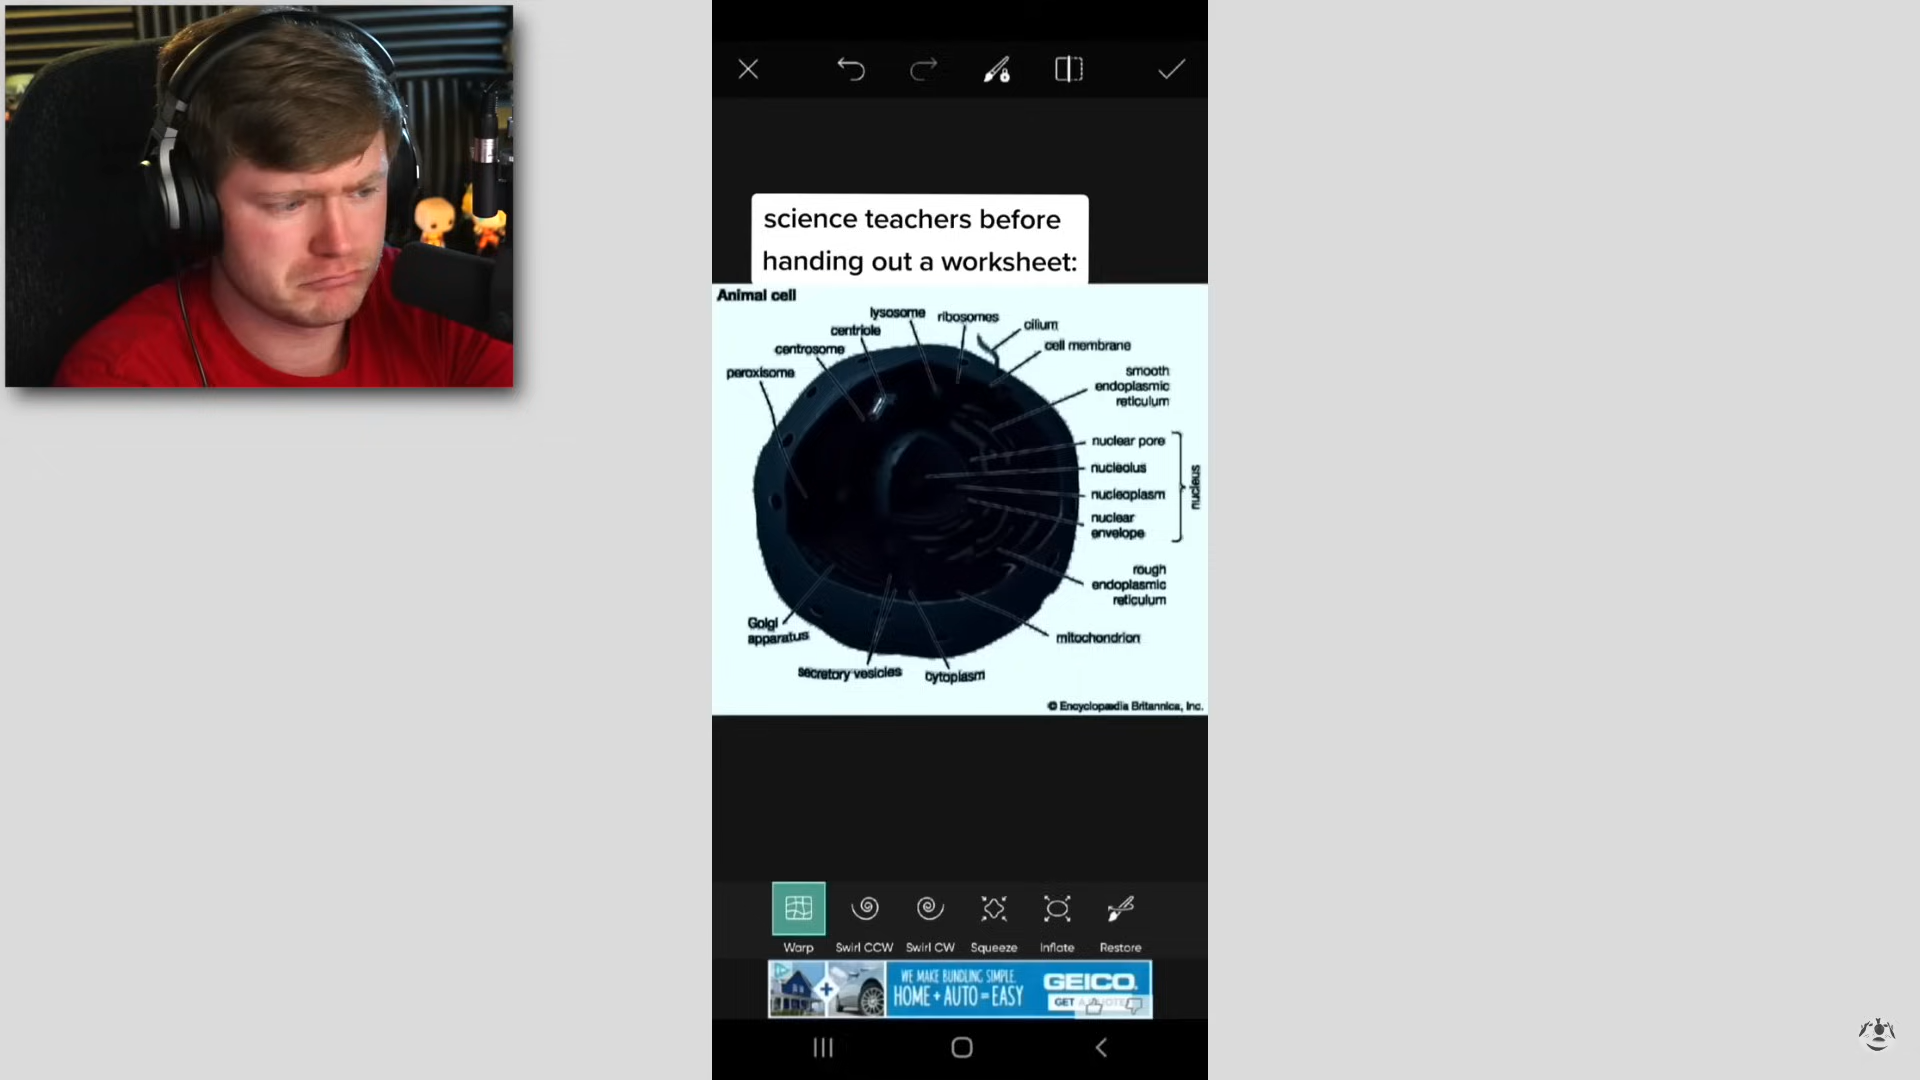 science teachers before
handing out a worksheet:
Animal cell
lysosome
ribosomes
cilium
centriole
cell membrane
centrosome
peroxisome
smooth
endoplasmic
reticulum
nuclear pore
nucleolus
nucleoplasm
nuclear
envelope
nucleus
rough
endoplasmic
reticulum
Golgi
apparatus
mitochondrion
secretory vesicles
cytoplasm
© Encyclopædia Britannica, Inc.
Warp
Swirl CCW
Swirl CW
Squeeze
Inflate
Restore
WE MAKE BUNDLING SIMPLE.
HOME + AUTO = EASY
GEICO
GET A QUOTE